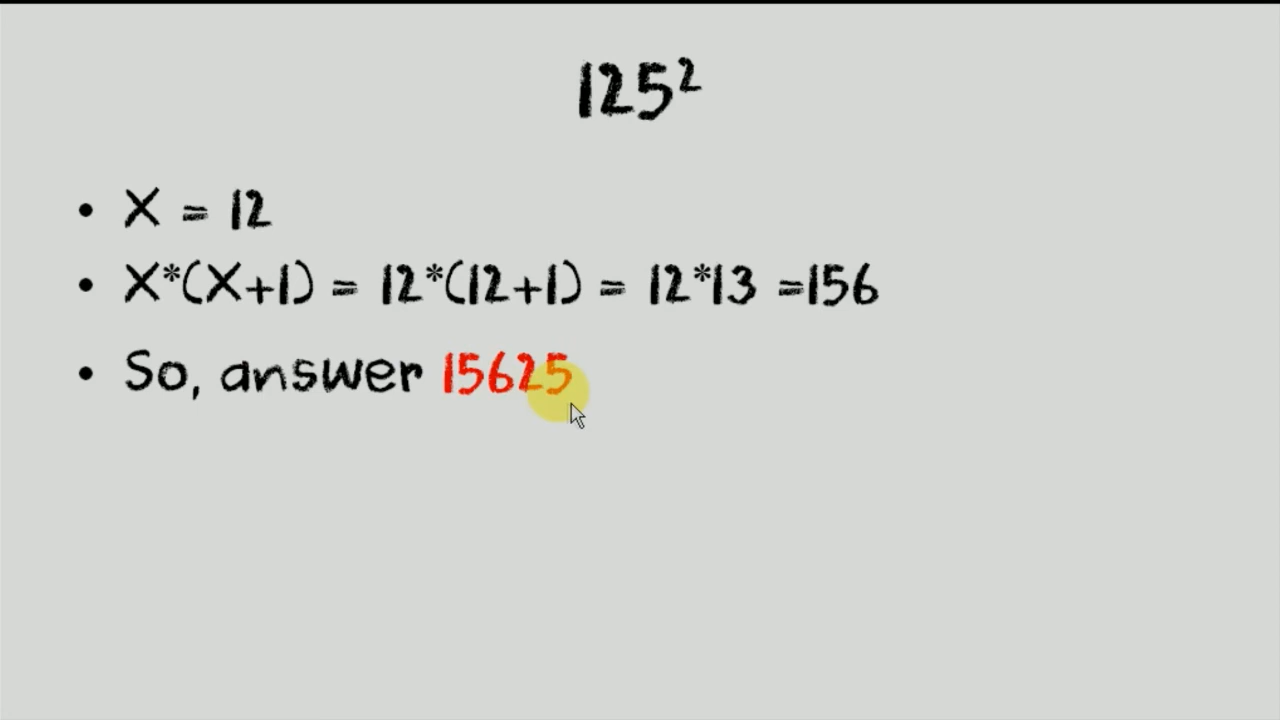 125²
• X = 12
• X*(X+1) = 12*(12+1) = 12*13 =156
• So, answer 15625